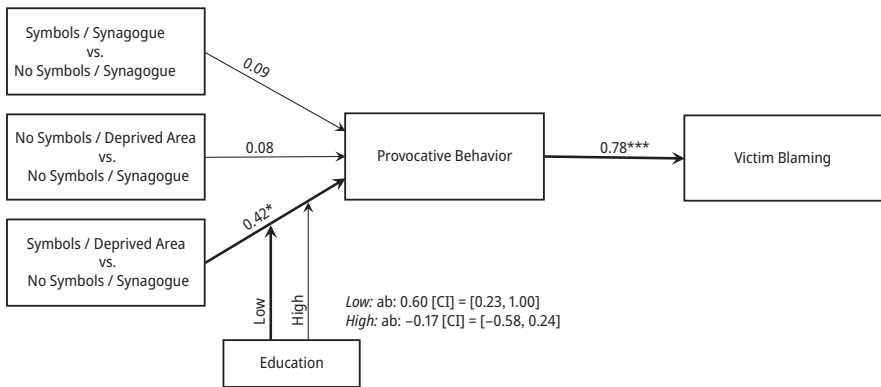 Symbols / Synagogue
vs.
No Symbols / Synagogue
0.09
No Symbols / Deprived Area
vs.
No Symbols / Synagogue
0.08
Provocative Behavior
0.78***
Victim Blaming
Symbols / Deprived Area
vs.
No Symbols / Synagogue
0.42*
Low
High
Low: ab: 0.60 [CI] = [0.23, 1.00]
High: ab: −0.17 [CI] = [−0.58, 0.24]
Education